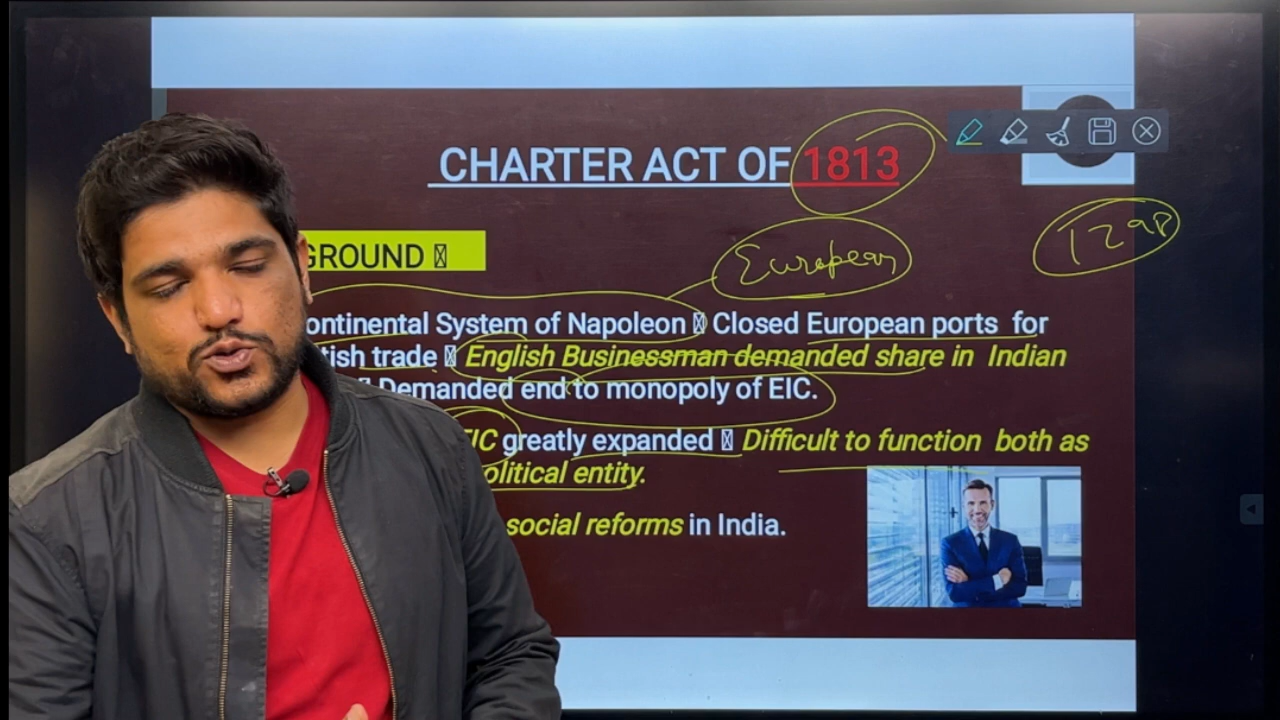 CHARTER ACT OF 1813
GROUND
European
ontinental System of Napoleon Closed European ports for
tish trade English Businessman demanded share in Indian
Demanded end to monopoly of EIC.
EIC greatly expanded Difficult to function both as
olitical entity.
social reforms in India.